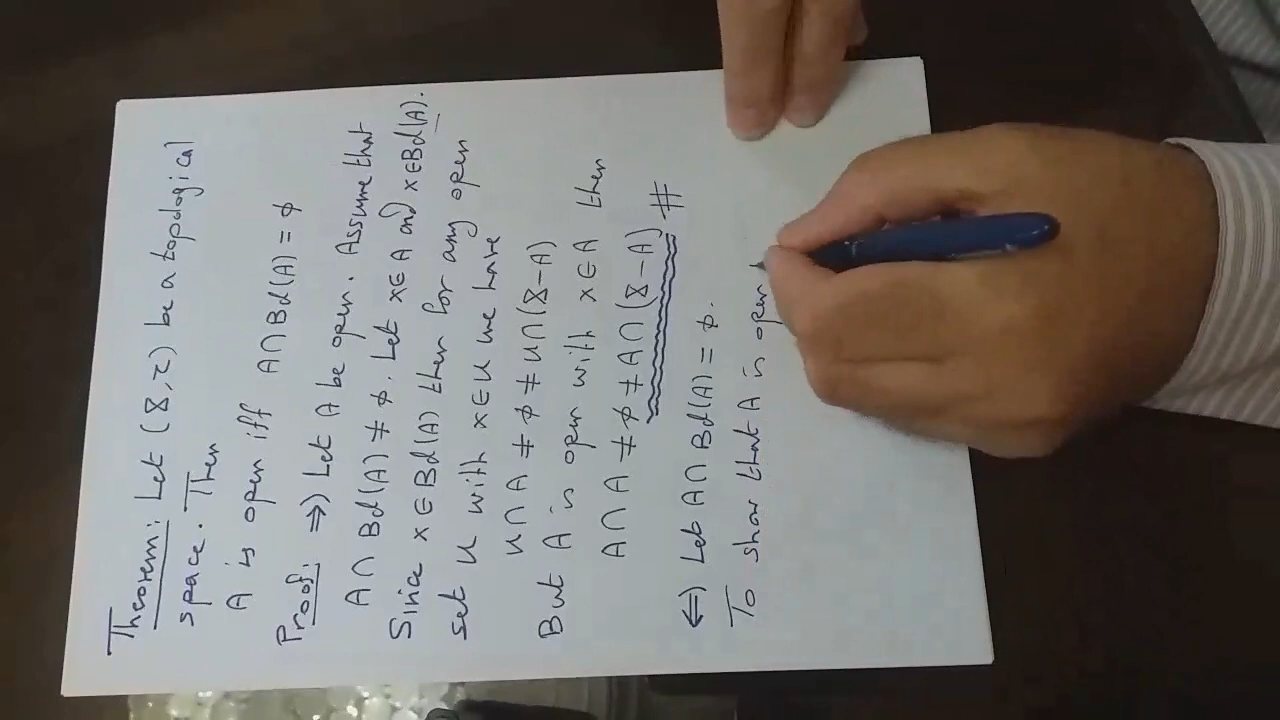 Theorem: Let (X,τ) be a topological
space. Then
A is open iff A∩Bd(A) = ϕ
Proof: ⇒) Let A be open. Assume that
A∩Bd(A) ≠ ϕ. Let x∈A and x∈Bd(A).
Since x∈Bd(A) then for any open
set U with x∈U we have
U∩A ≠ ϕ ≠ U∩(X-A)
But A is open with x∈A then
A∩A ≠ ϕ ≠ A∩(X-A) #
⇐) Let A∩Bd(A) = ϕ.
To show that A is open